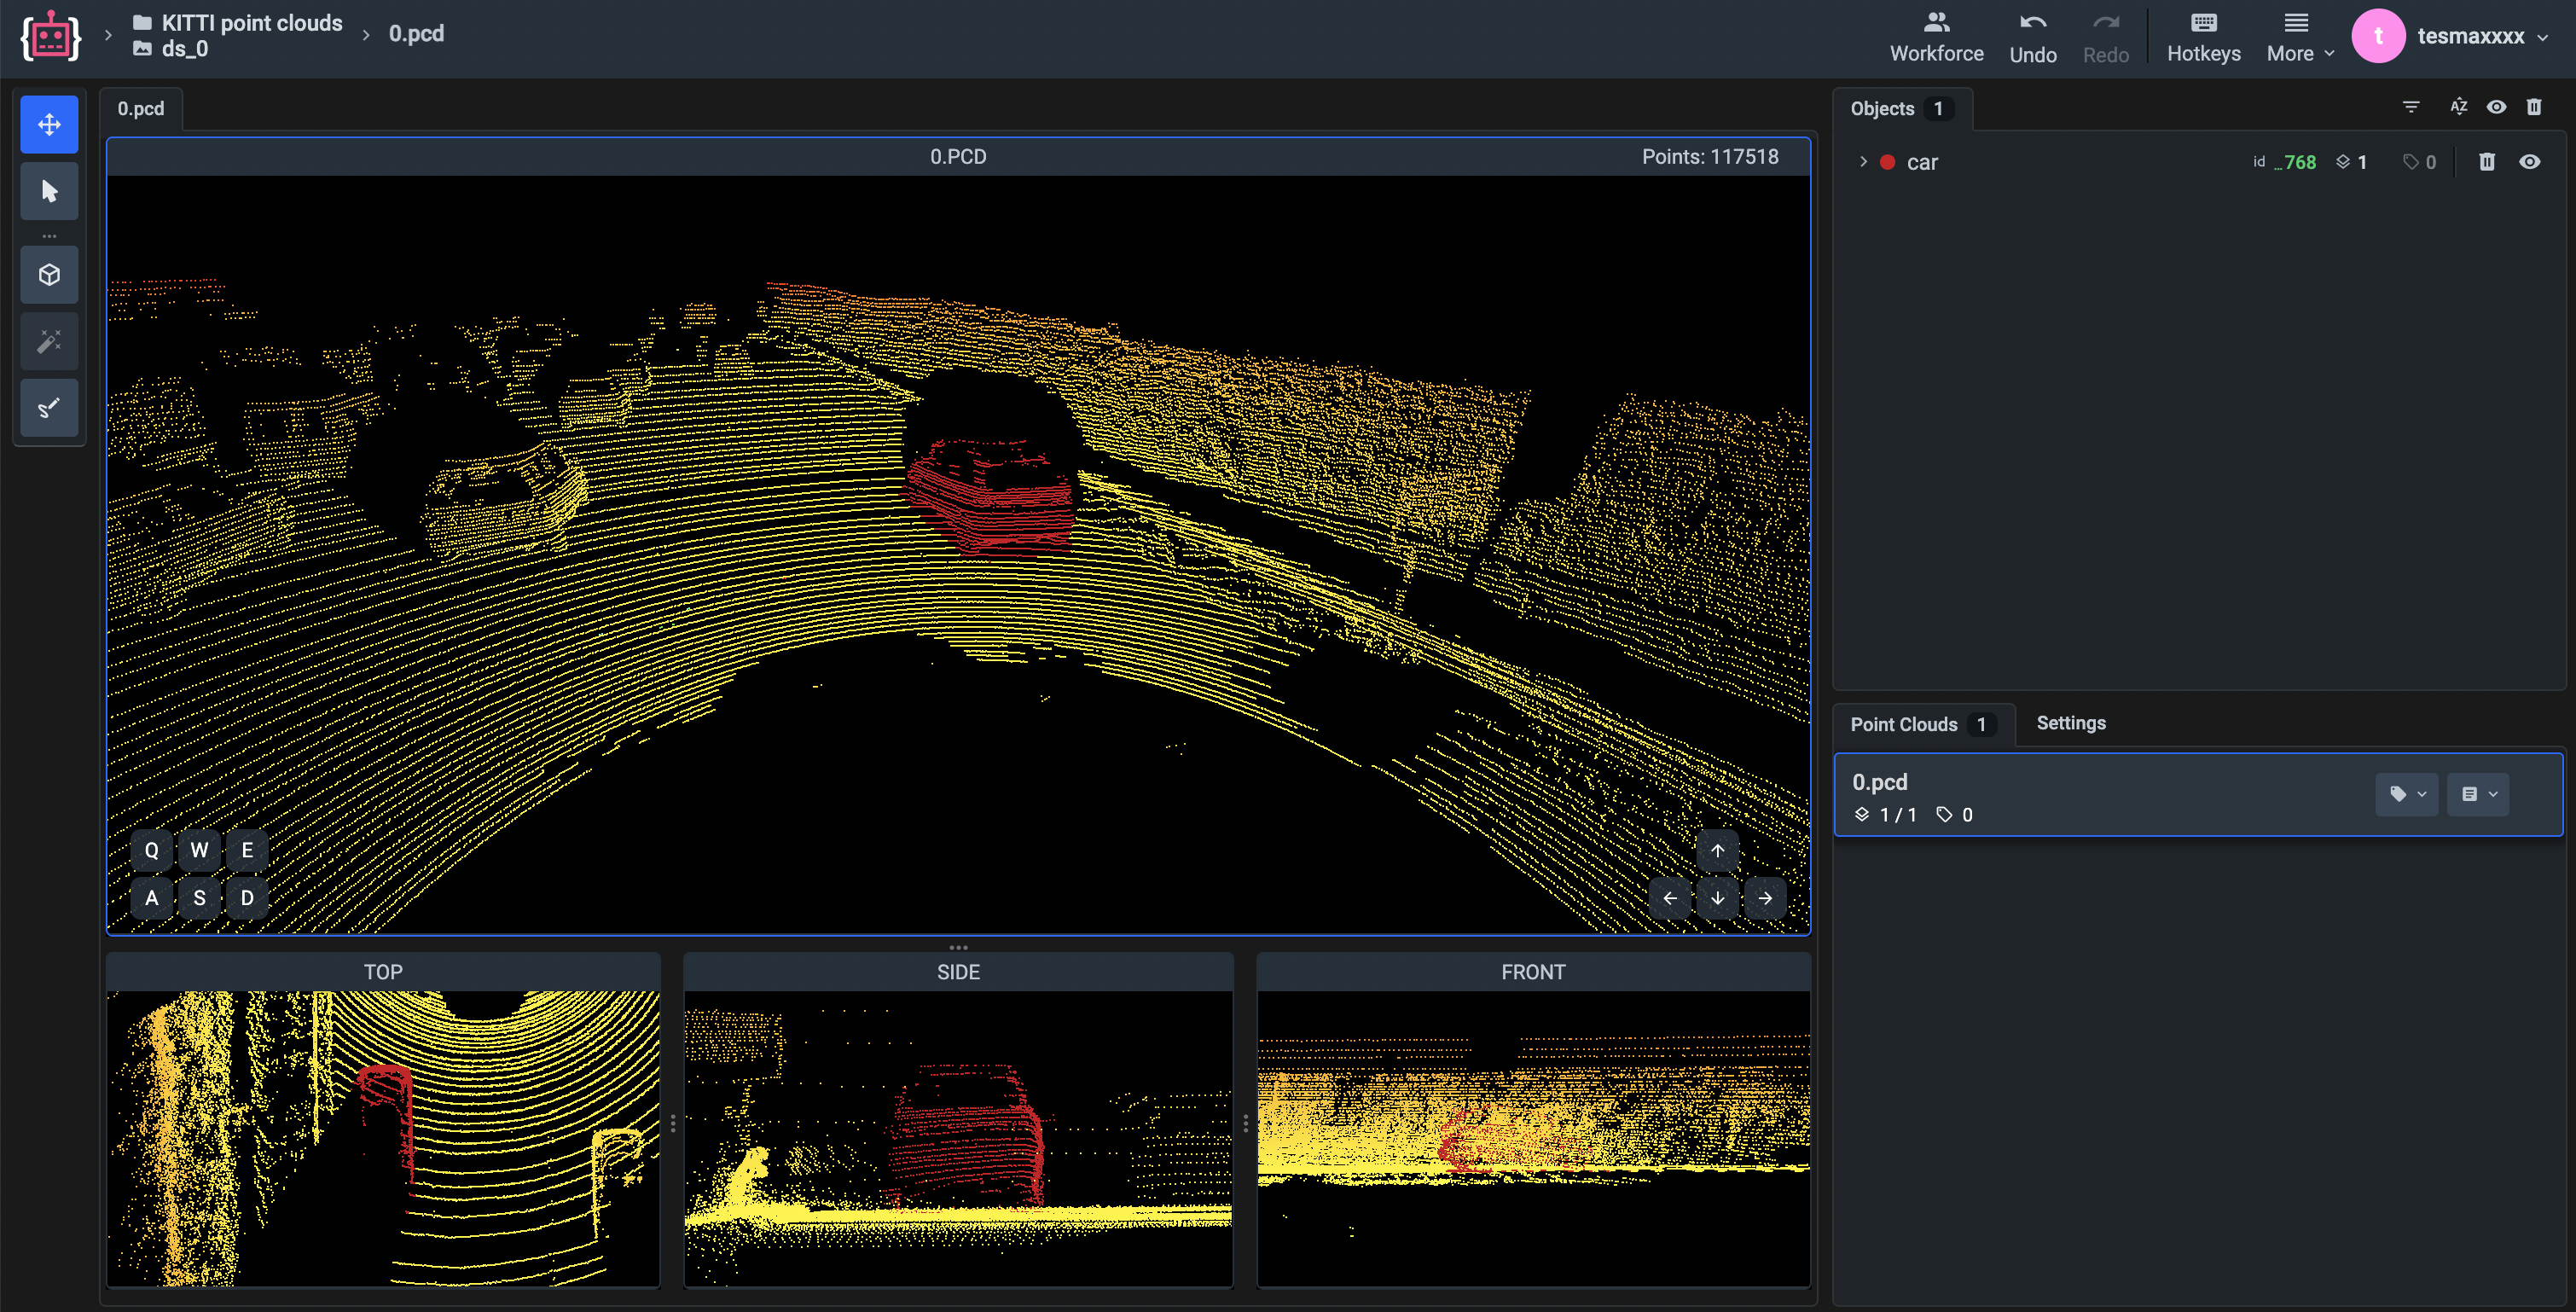 KITTI point clouds
ds_0
0.pcd
Workforce
Undo
Redo
Hotkeys
More
t
tesmaxxxx
0.pcd
0.PCD
Points: 117518
Q W E
A S D
TOP
SIDE
FRONT
Objects 1
AZ
car
id _768
1
0
Point Clouds 1
Settings
0.pcd
1 / 1
0